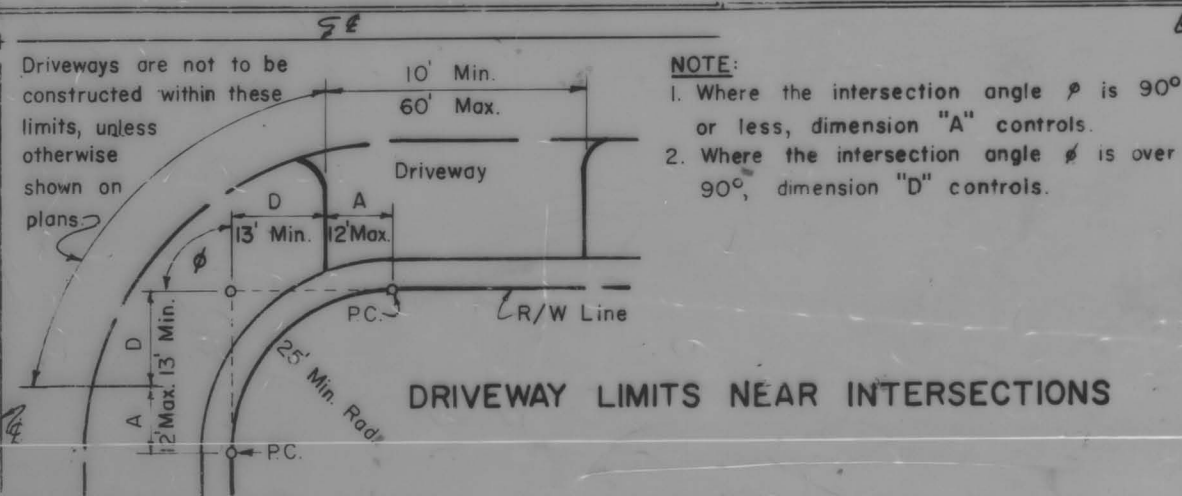 Driveways are not to be
constructed within these
limits, unless
otherwise
shown on
plans.
10' Min.
60' Max.
Driveway
D
A
13' Min.
12' Max.
ø
D
13' Min.
A
12' Max.
P.C.
R/W Line
25' Min. Rad.
P.C.
NOTE:
1. Where the intersection angle ø is 90°
or less, dimension "A" controls.
2. Where the intersection angle ø is over
90°, dimension "D" controls.
DRIVEWAY LIMITS NEAR INTERSECTIONS